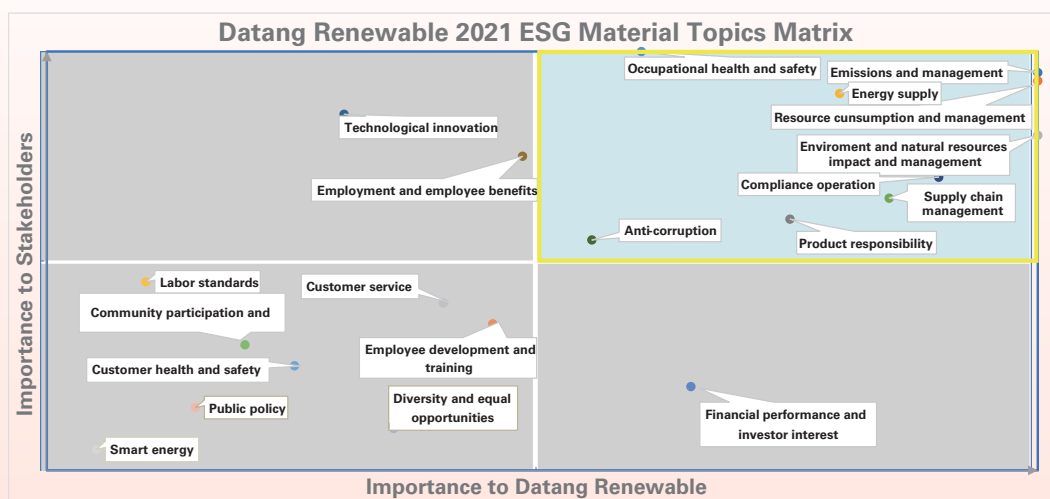 Datang Renewable 2021 ESG Material Topics Matrix
Importance to Stakeholders
Occupational health and safety
Emissions and management
Energy supply
Resource cunsumption and management
Technological innovation
Enviroment and natural resources
impact and management
Employment and employee benefits
Compliance operation
Supply chain
management
Anti-corruption
Product responsibility
Labor standards
Customer service
Community participation and
Employee development and
training
Customer health and safety
Diversity and equal
opportunities
Public policy
Financial performance and
investor interest
Smart energy
Importance to Datang Renewable